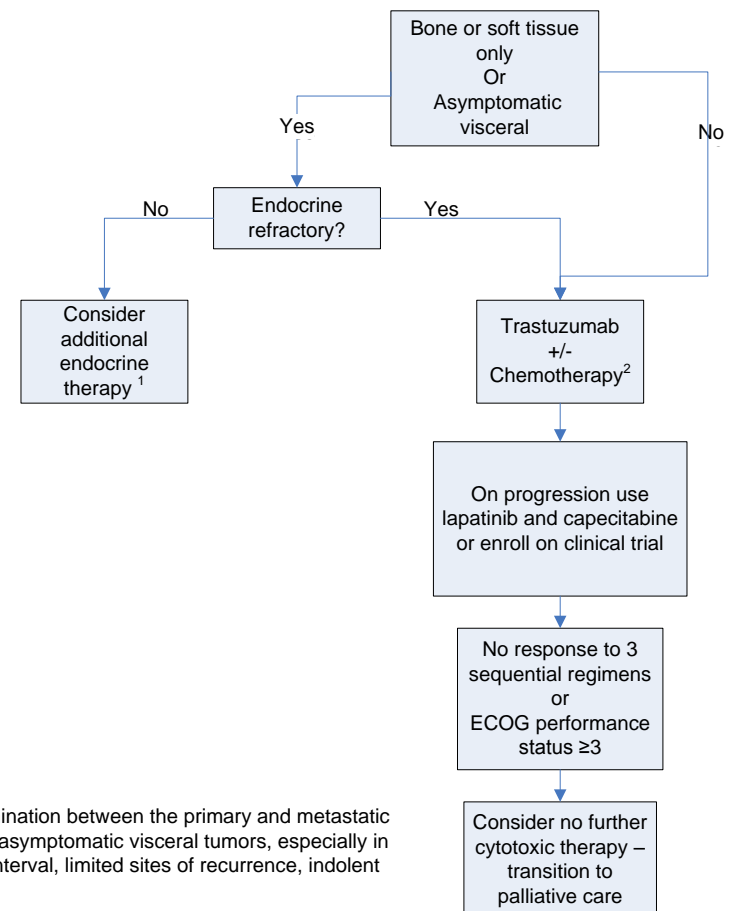 Bone or soft tissue
only
Or
Asymptomatic
visceral
Yes
No
Endocrine
refractory?
No
Yes
Consider
additional
endocrine
therapy 1
Trastuzumab
+/-
Chemotherapy2
On progression use
lapatinib and capecitabine
or enroll on clinical trial
No response to 3
sequential regimens
or
ECOG performance
status ≥3
ination between the primary and metastatic
asymptomatic visceral tumors, especially in
nterval, limited sites of recurrence, indolent
Consider no further
cytotoxic therapy –
transition to
palliative care